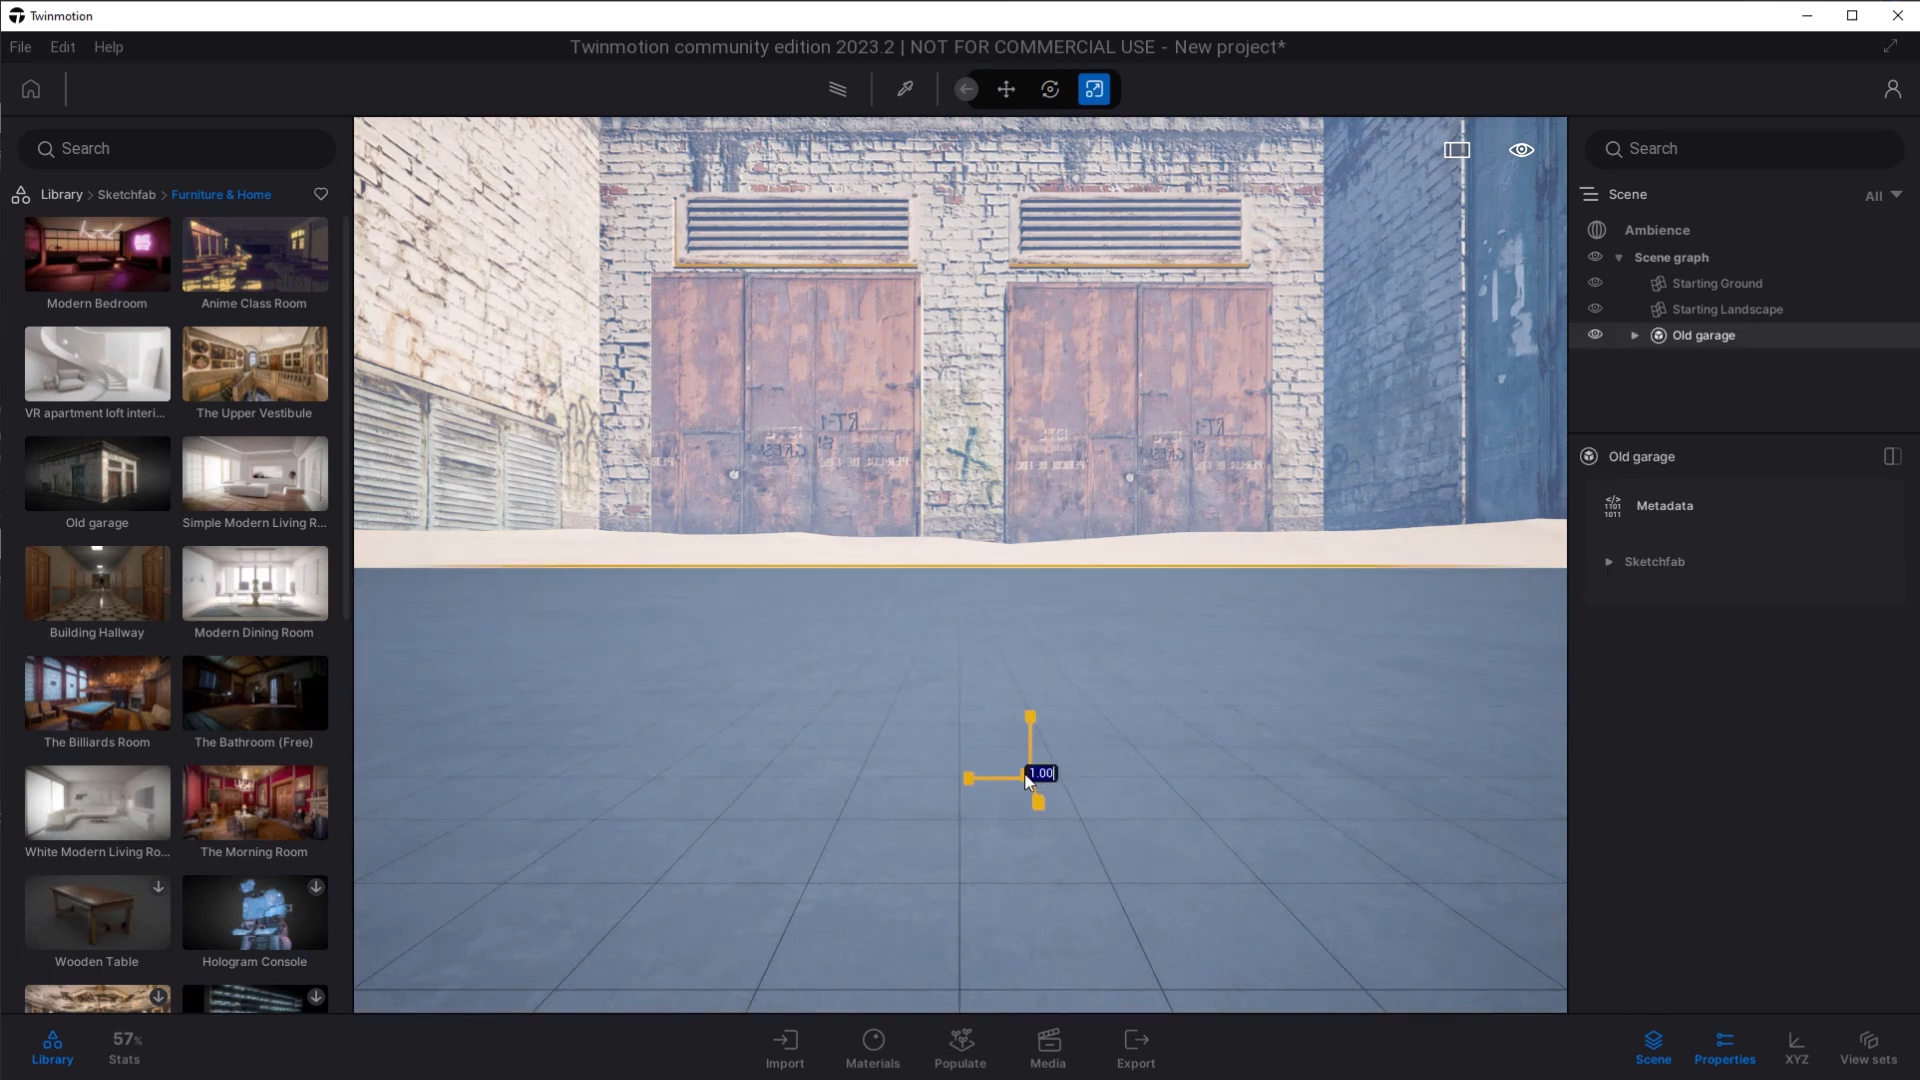 Twinmotion
File Edit Help
Twinmotion community edition 2023.2 | NOT FOR COMMERCIAL USE - New project*
Search
Library > Sketchfab > Furniture & Home
Modern Bedroom
Anime Class Room
VR apartment loft interi...
The Upper Vestibule
Old garage
Simple Modern Living R...
Building Hallway
Modern Dining Room
The Billiards Room
The Bathroom (Free)
White Modern Living Ro...
The Morning Room
Wooden Table
Hologram Console
1.00
Search
Scene
All
Ambience
Scene graph
Starting Ground
Starting Landscape
Old garage
Old garage
</>
1101
1011
Metadata
Sketchfab
Library
57%
Stats
Import
Materials
Populate
Media
Export
Scene
Properties
XYZ
View sets